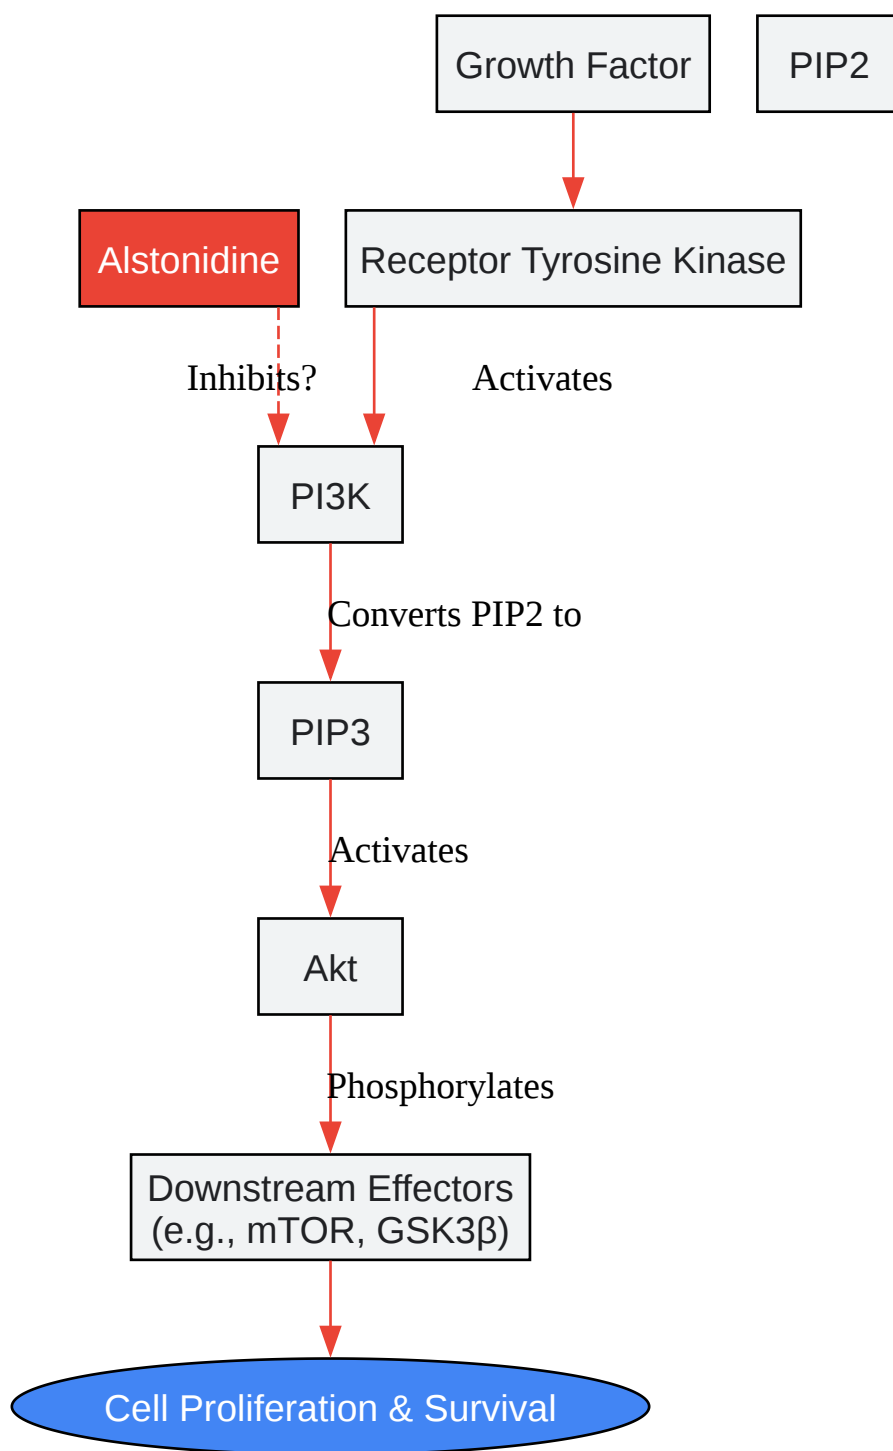 Growth Factor
PIP2
Alstonidine
Receptor Tyrosine Kinase
Inhibits?
Activates
PI3K
Converts PIP2 to
PIP3
Activates
Akt
Phosphorylates
Downstream Effectors
(e.g., mTOR, GSK3β)
Cell Proliferation & Survival